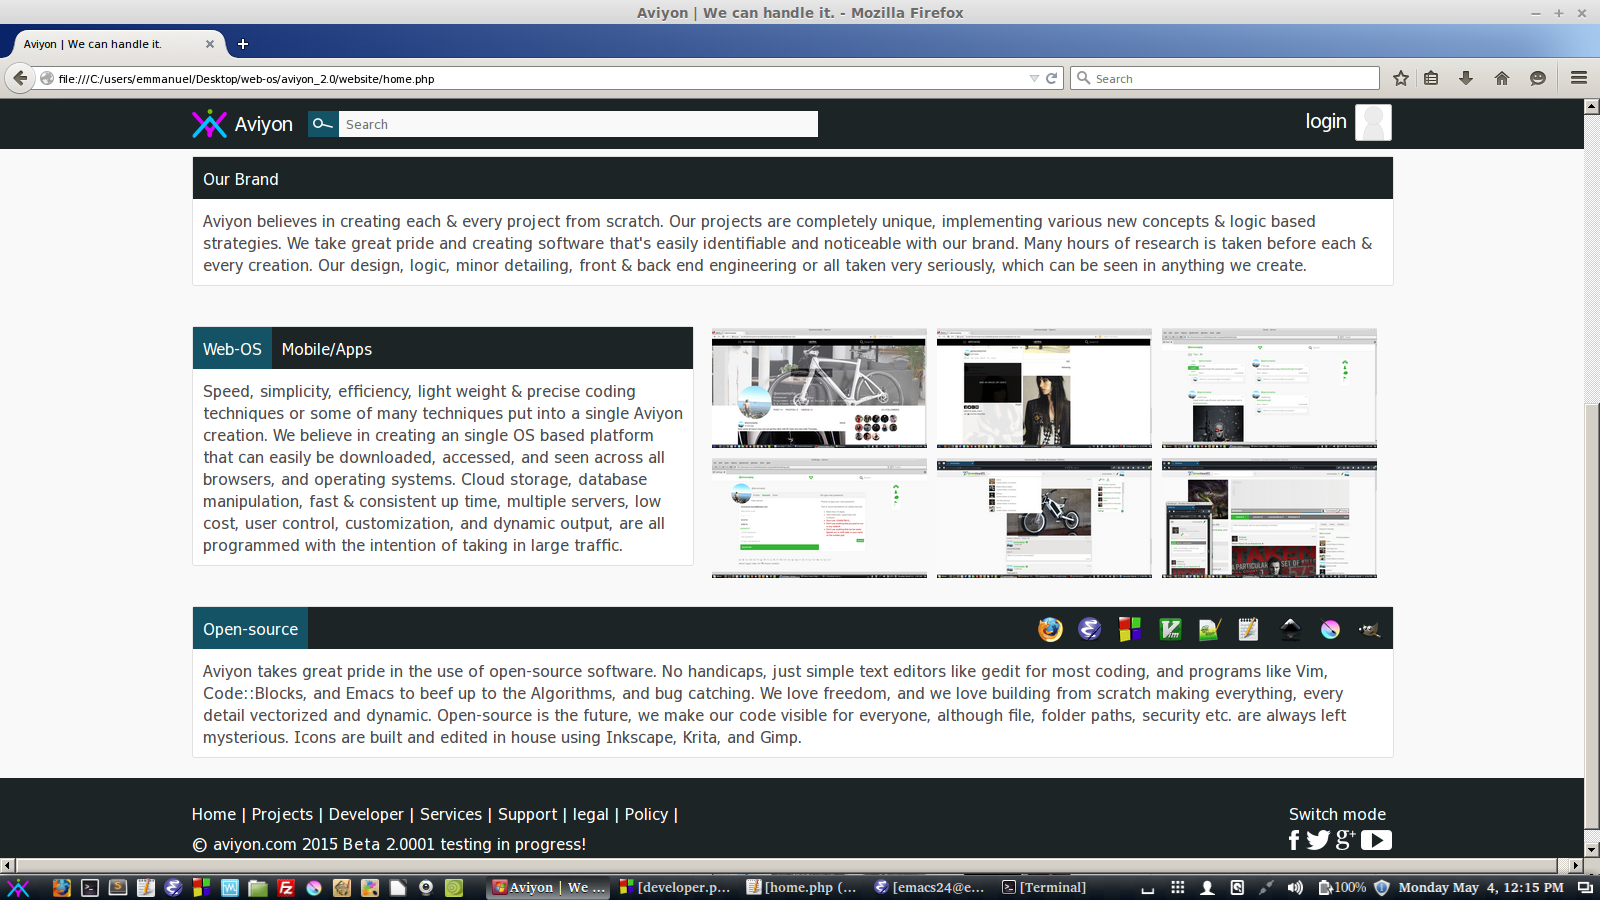 Aviyon | We can handle it. - Mozilla Firefox
Aviyon | We can handle it.
file:///C:/users/emmanuel/Desktop/web-os/aviyon_2.0/website/home.php
Search
Aviyon
Search
login
Our Brand
Aviyon believes in creating each & every project from scratch. Our projects are completely unique, implementing various new concepts & logic based
strategies. We take great pride and creating software that's easily identifiable and noticeable with our brand. Many hours of research is taken before each &
every creation. Our design, logic, minor detailing, front & back end engineering or all taken very seriously, which can be seen in anything we create.
Web-OS Mobile/Apps
Speed, simplicity, efficiency, light weight & precise coding
techniques or some of many techniques put into a single Aviyon
creation. We believe in creating an single OS based platform
that can easily be downloaded, accessed, and seen across all
browsers, and operating systems. Cloud storage, database
manipulation, fast & consistent up time, multiple servers, low
cost, user control, customization, and dynamic output, are all
programmed with the intention of taking in large traffic.
Open-source
Aviyon takes great pride in the use of open-source software. No handicaps, just simple text editors like gedit for most coding, and programs like Vim,
Code::Blocks, and Emacs to beef up to the Algorithms, and bug catching. We love freedom, and we love building from scratch making everything, every
detail vectorized and dynamic. Open-source is the future, we make our code visible for everyone, although file, folder paths, security etc. are always left
mysterious. Icons are built and edited in house using Inkscape, Krita, and Gimp.
Home | Projects | Developer | Services | Support | legal | Policy |
Switch mode
© aviyon.com 2015 Beta 2.0001 testing in progress!
Aviyon | We ...
[developer.p...
[home.php (...
[emacs24@e...
[Terminal]
100%
Monday May 4, 12:15 PM